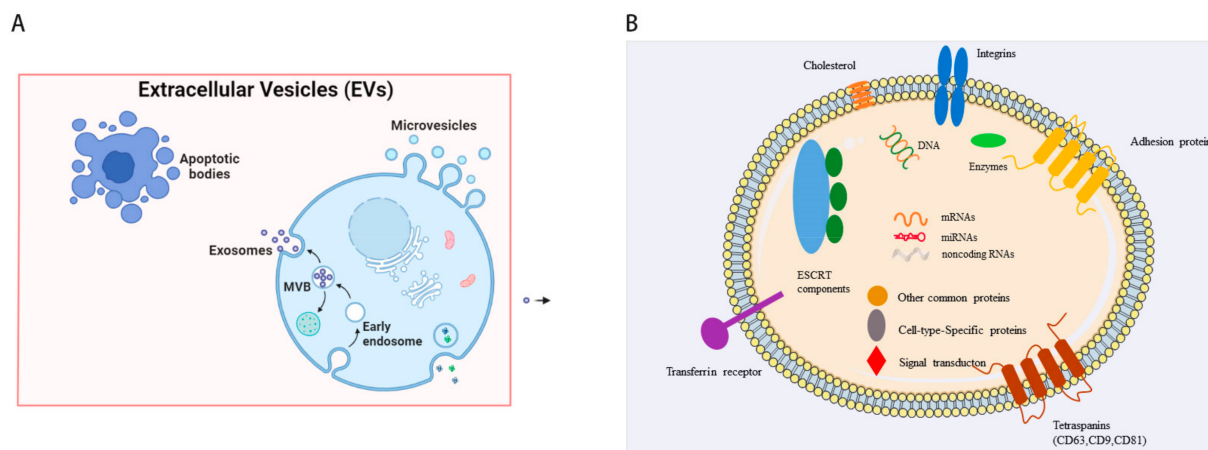 A
Extracellular Vesicles (EVs)
Apoptotic
bodies
Microvesicles
Exosomes
MVB
Early
endosome
B
Cholesterol
Integrins
DNA
Enzymes
Adhesion protein
mRNAs
miRNAs
noncoding RNAs
ESCRT
components
Other common proteins
Cell-type-Specific proteins
Signal transducton
Transferrin receptor
Tetraspanins
(CD63,CD9,CD81)